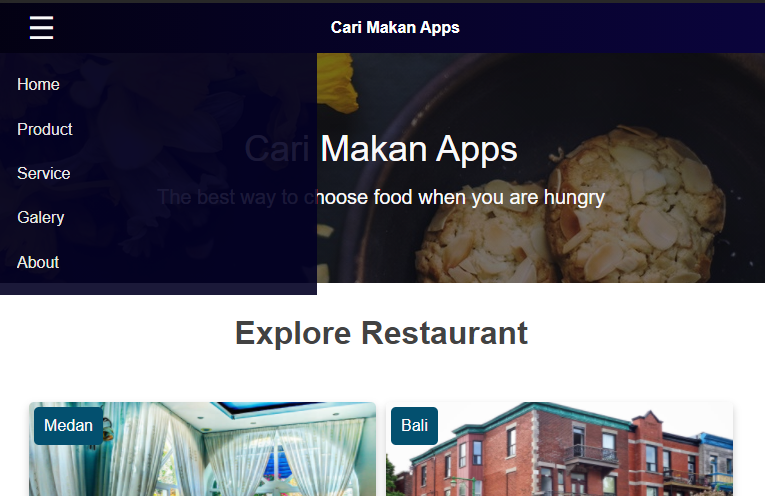 Cari Makan Apps
Home
Product
Service
Galery
About
Cari Makan Apps
The best way to choose food when you are hungry
Explore Restaurant
Medan
Bali